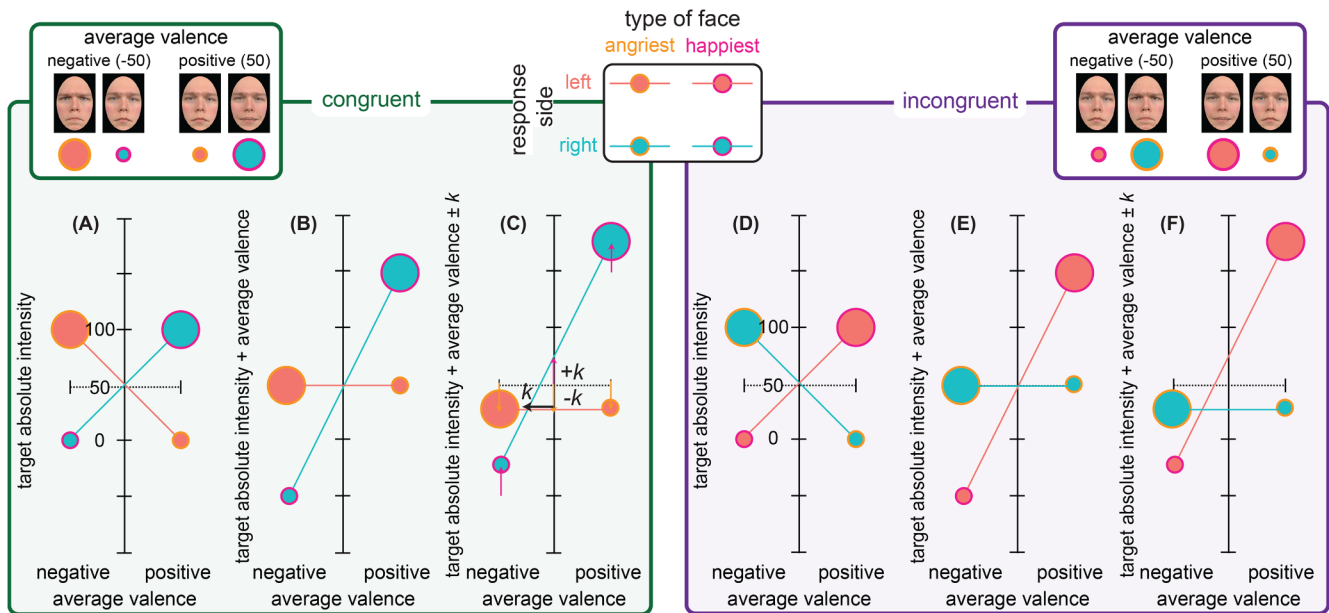 type of face
angriest happiest
response side
left
right
average valence
negative (-50) positive (50)
congruent
average valence
negative (-50) positive (50)
incongruent
(A)
target absolute intensity
100
50
0
negative positive
average valence
(B)
target absolute intensity + average valence
negative positive
average valence
(C)
target absolute intensity + average valence ± k
+k
k
-k
negative positive
average valence
(D)
target absolute intensity
100
50
0
negative positive
average valence
(E)
target absolute intensity + average valence
negative positive
average valence
(F)
target absolute intensity + average valence ± k
negative positive
average valence